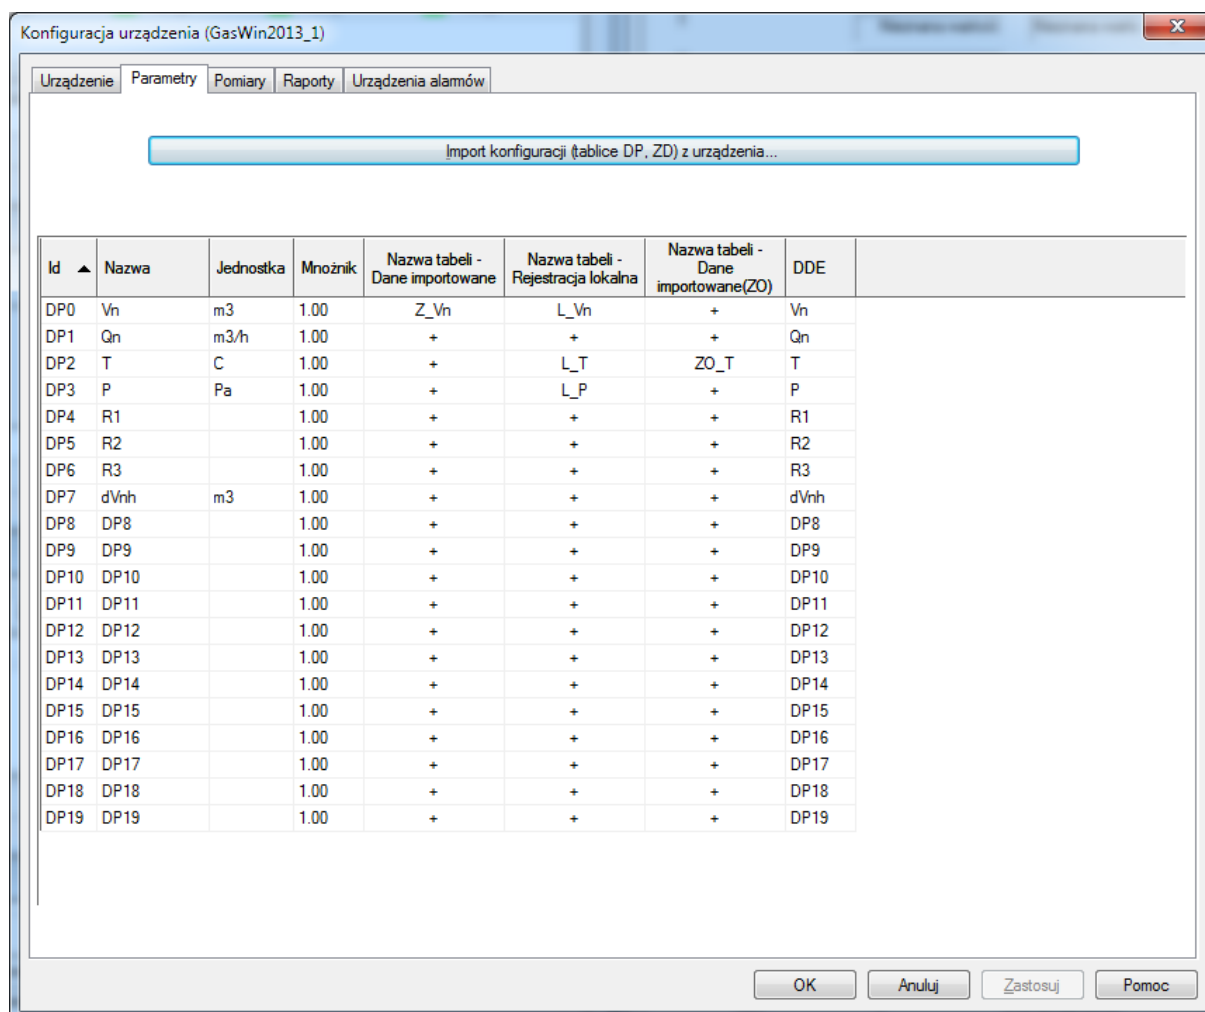 Konfiguracja urządzenia (GasWin2013_1)
Urządzenie Parametry Pomiary Raporty Urządzenia alarmów
Import konfiguracji (tablice DP, ZD) z urządzenia...
Id Nazwa Jednostka Mnożnik Nazwa tabeli - Dane importowane Nazwa tabeli - Rejestracja lokalna Nazwa tabeli - Dane importowane(ZO) DDE
DP0 Vn m3 1.00 Z_Vn L_Vn + Vn
DP1 Qn m3/h 1.00 + + + Qn
DP2 T C 1.00 + L_T ZO_T T
DP3 P Pa 1.00 + L_P + P
DP4 R1 1.00 + + + R1
DP5 R2 1.00 + + + R2
DP6 R3 1.00 + + + R3
DP7 dVnh m3 1.00 + + + dVnh
DP8 DP8 1.00 + + + DP8
DP9 DP9 1.00 + + + DP9
DP10 DP10 1.00 + + + DP10
DP11 DP11 1.00 + + + DP11
DP12 DP12 1.00 + + + DP12
DP13 DP13 1.00 + + + DP13
DP14 DP14 1.00 + + + DP14
DP15 DP15 1.00 + + + DP15
DP16 DP16 1.00 + + + DP16
DP17 DP17 1.00 + + + DP17
DP18 DP18 1.00 + + + DP18
DP19 DP19 1.00 + + + DP19
OK Anuluj Zastosuj Pomoc